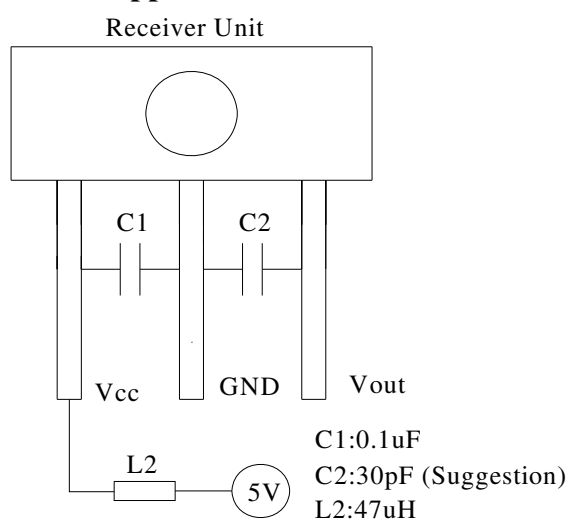 Receiver Unit
C1
C2
Vcc
GND
Vout
L2
5V
C1:0.1uF
C2:30pF (Suggestion)
L2:47uH